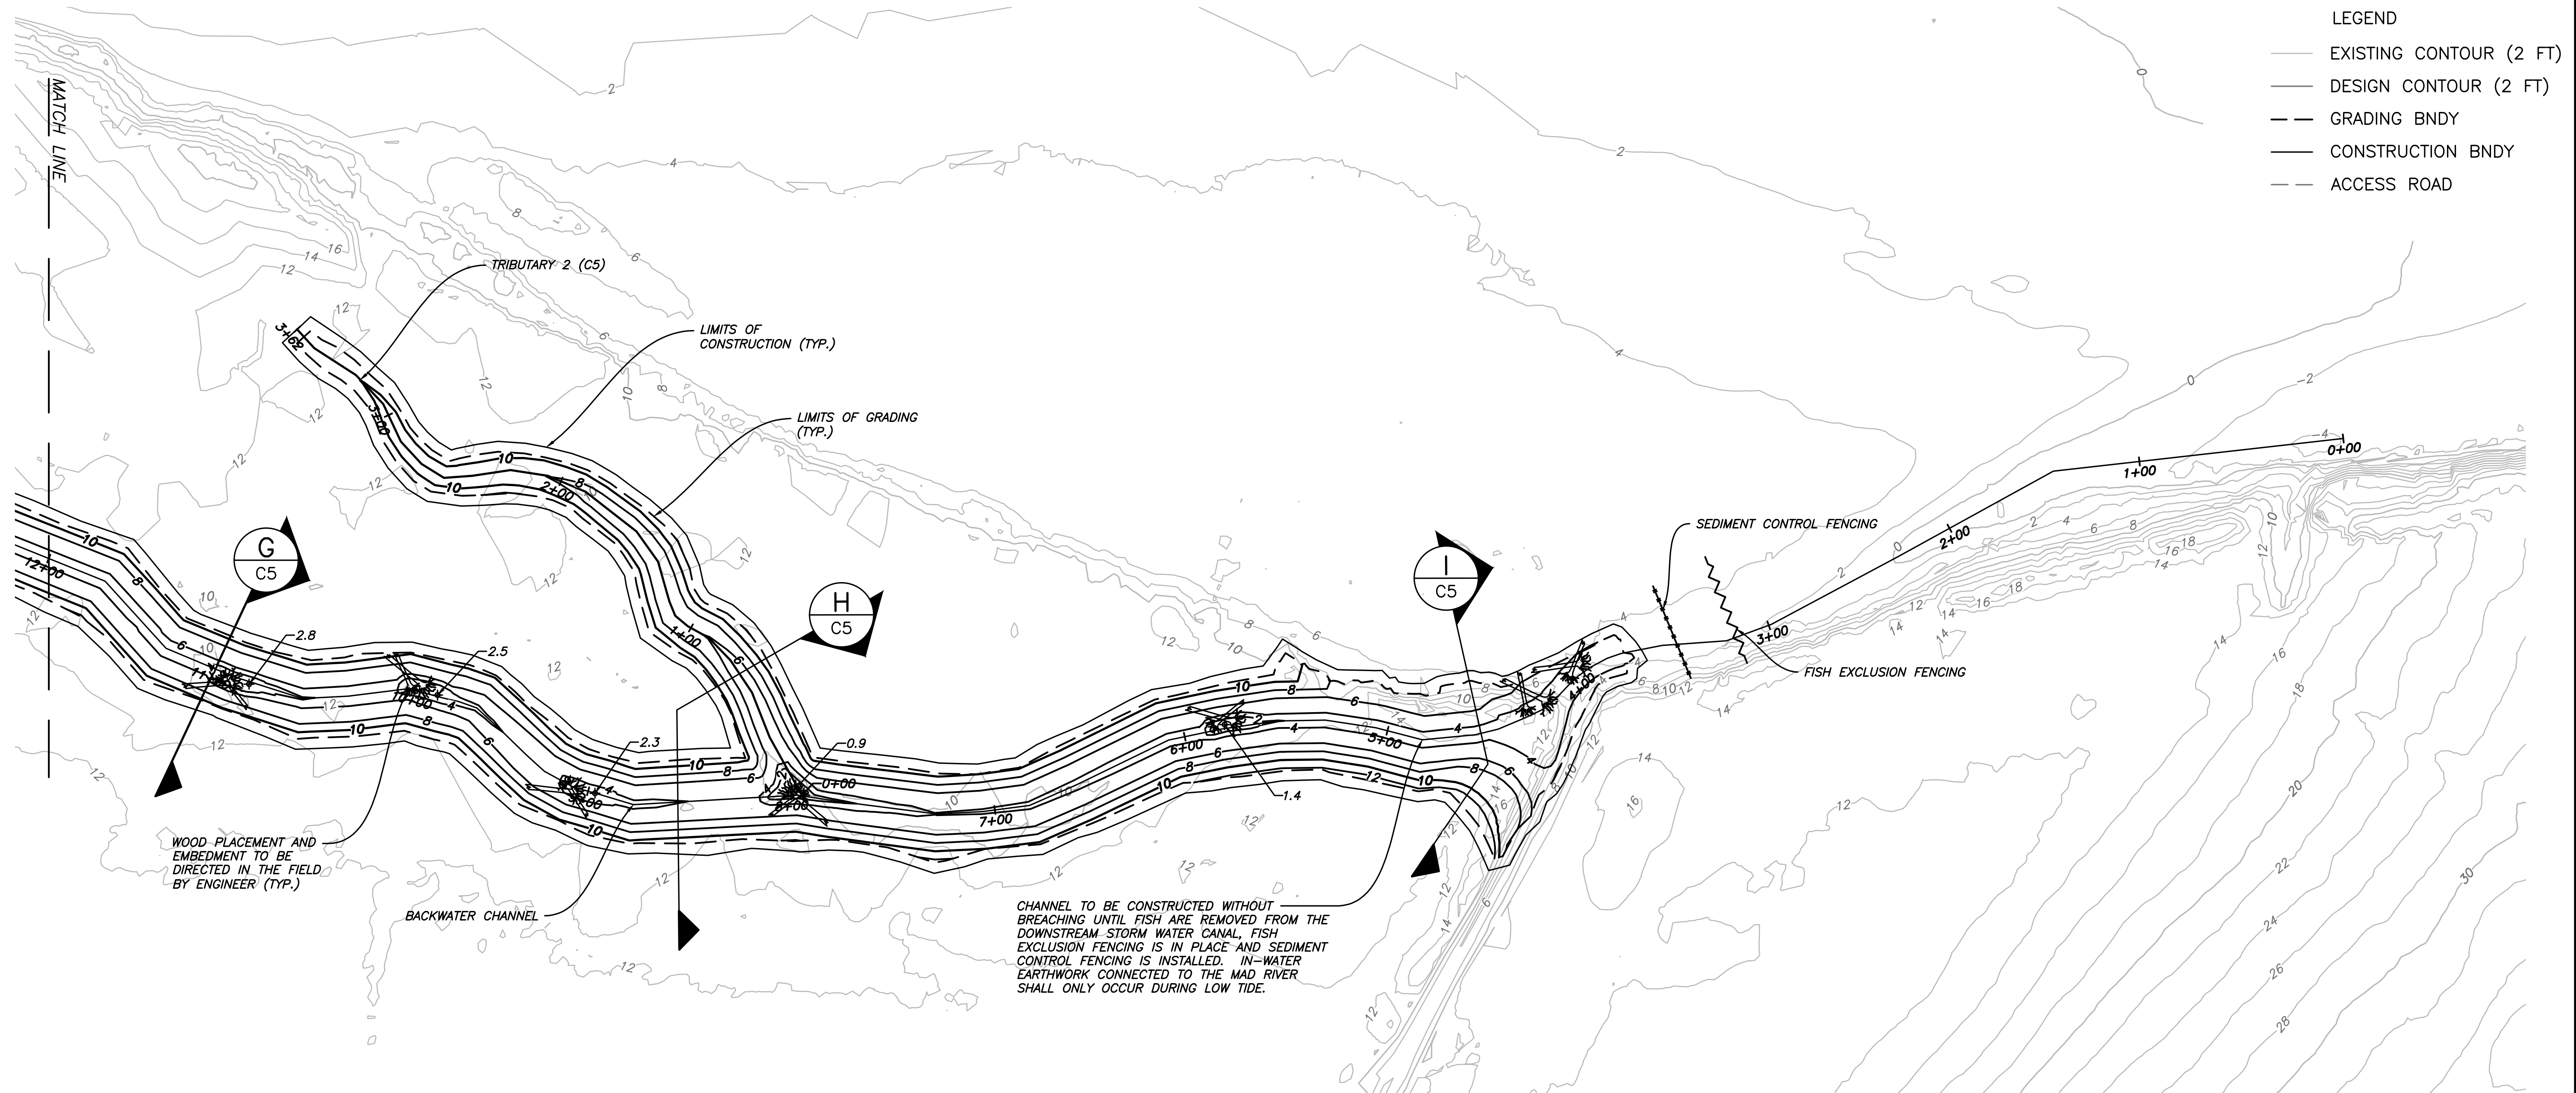 LEGEND
EXISTING CONTOUR (2 FT)
DESIGN CONTOUR (2 FT)
GRADING BNDY
CONSTRUCTION BNDY
ACCESS ROAD
MATCH LINE
TRIBUTARY 2 (C5)
LIMITS OF
CONSTRUCTION (TYP.)
LIMITS OF GRADING
(TYP.)
SEDIMENT CONTROL FENCING
FISH EXCLUSION FENCING
G
C5
H
C5
I
C5
WOOD PLACEMENT AND
EMBEDMENT TO BE
DIRECTED IN THE FIELD
BY ENGINEER (TYP.)
BACKWATER CHANNEL
CHANNEL TO BE CONSTRUCTED WITHOUT
BREACHING UNTIL FISH ARE REMOVED FROM THE
DOWNSTREAM STORM WATER CANAL, FISH
EXCLUSION FENCING IS IN PLACE AND SEDIMENT
CONTROL FENCING IS INSTALLED. IN-WATER
EARTHWORK CONNECTED TO THE MAD RIVER
SHALL ONLY OCCUR DURING LOW TIDE.
3+62
3+00
2+00
1+00
0+00
12+00
7+00
6+00
5+00
4+00
3+00
2+00
1+00
0+00
2.8
2.5
2.3
0.9
1.4